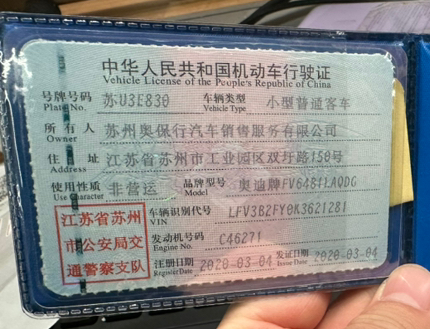 中华人民共和国机动车行驶证
Vehicle License of the People's Republic of China
号牌号码 苏U3E830 车辆类型 小型普通客车
Plate No. Vehicle Type
所有人 苏州奥保行汽车销售服务有限公司
Owner
住址 江苏省苏州市工业园区双圩路150号
Address
使用性质 非营运 品牌型号 奥迪牌FV6481LAQDG
Use Character Model
江苏省苏州 车辆识别代号 LFV3B2FY0K3621281
VIN
市公安局交 发动机号码 C46271
Engine No.
通警察支队 注册日期 2020-03-04 发证日期 2020-03-04
Register Date Issue Date